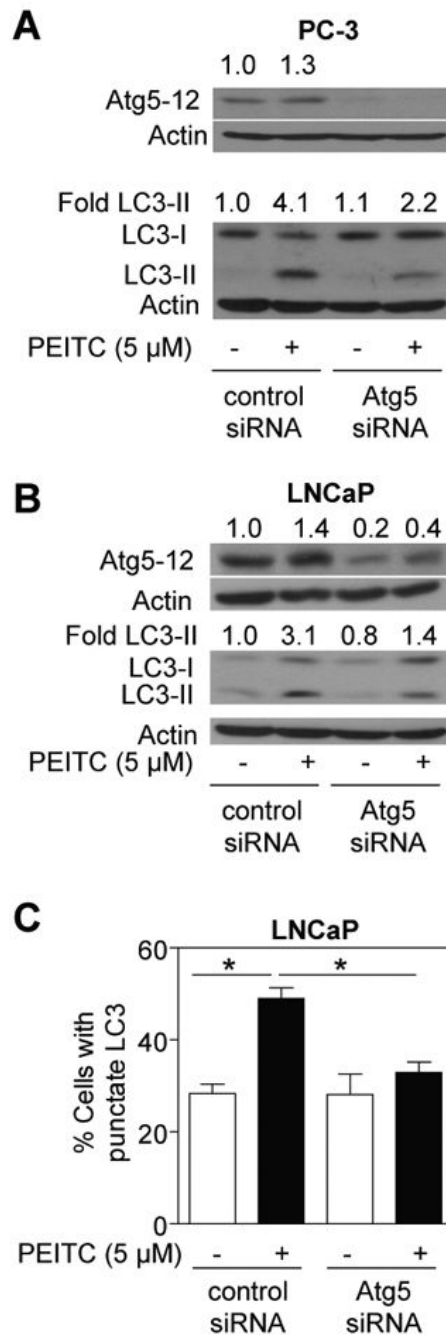 A
PC-3
1.0 1.3
Atg5-12
Actin
Fold LC3-II 1.0 4.1 1.1 2.2
LC3-I
LC3-II
Actin
PEITC (5 µM) - + - +
control siRNA
Atg5 siRNA
B
LNCaP
1.0 1.4 0.2 0.4
Atg5-12
Actin
Fold LC3-II 1.0 3.1 0.8 1.4
LC3-I
LC3-II
Actin
PEITC (5 µM) - + - +
control siRNA
Atg5 siRNA
C
LNCaP
% Cells with
punctate LC3
60
40
20
0
* *
PEITC (5 µM) - + - +
control siRNA
Atg5 siRNA